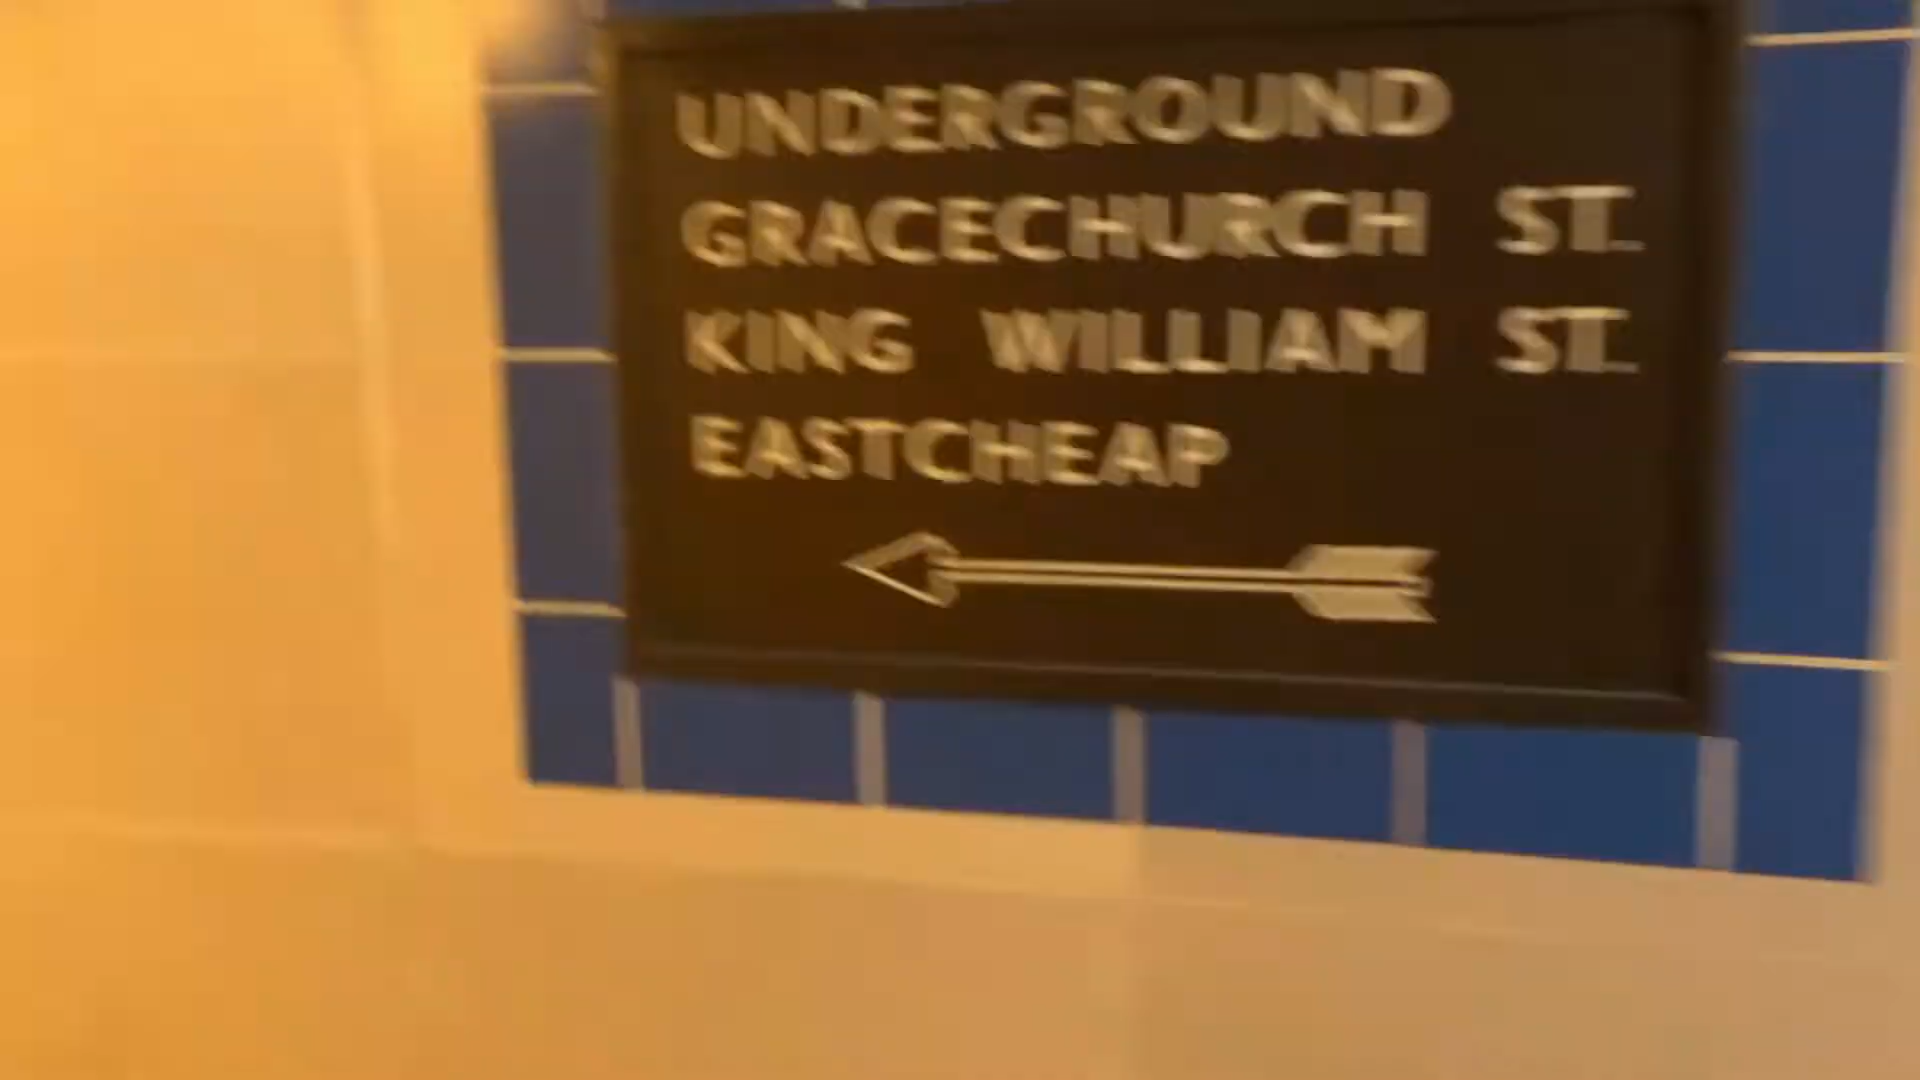 UNDERGROUND
GRACECHURCH ST.
KING WILLIAM ST.
EASTCHEAP